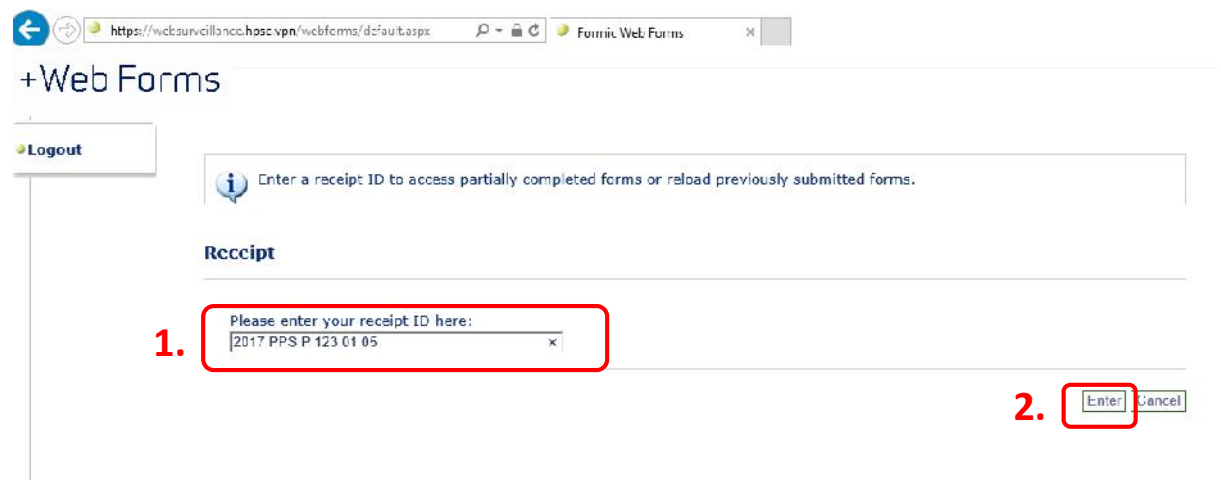 https://websurveillance.hpsc.vpn/webforms/default.aspx
Formic Web Forms
+Web Forms
Logout
Enter a receipt ID to access partially completed forms or reload previously submitted forms.
Receipt
1.
Please enter your receipt ID here:
2017 PPS P 123 01 05
2.
Enter Cancel